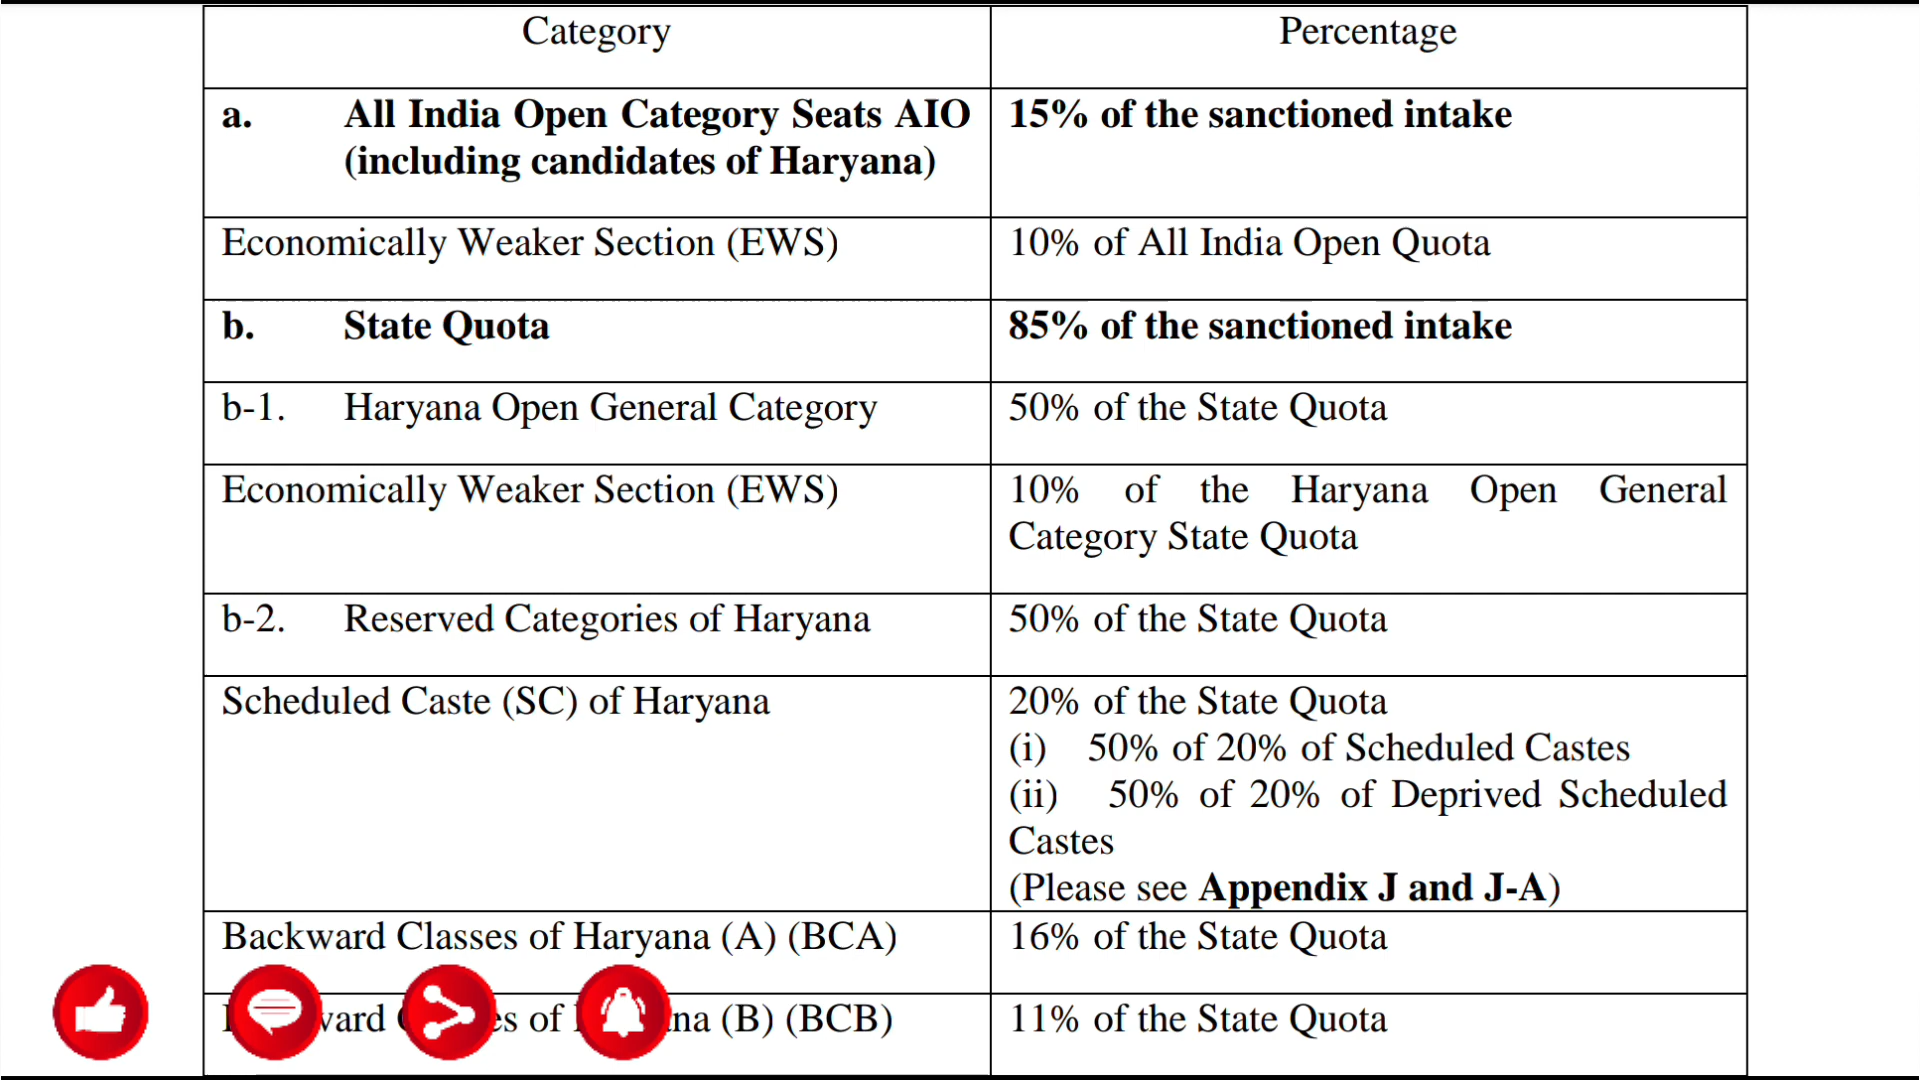 Category Percentage
a. All India Open Category Seats AIO 15% of the sanctioned intake
(including candidates of Haryana)
Economically Weaker Section (EWS) 10% of All India Open Quota
b. State Quota 85% of the sanctioned intake
b-1. Haryana Open General Category 50% of the State Quota
Economically Weaker Section (EWS) 10% of the Haryana Open General
Category State Quota
b-2. Reserved Categories of Haryana 50% of the State Quota
Scheduled Caste (SC) of Haryana 20% of the State Quota
(i) 50% of 20% of Scheduled Castes
(ii) 50% of 20% of Deprived Scheduled
Castes
(Please see Appendix J and J-A)
Backward Classes of Haryana (A) (BCA) 16% of the State Quota
of (B) (BCB) 11% of the State Quota